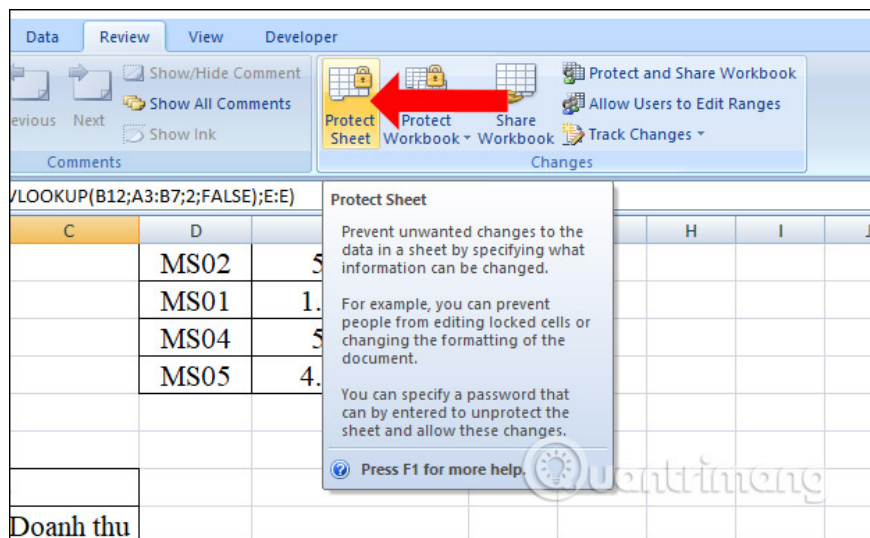 Data Review View Developer
Show/Hide Comment
Show All Comments
Show Ink
Next
Comments
Protect Sheet
Protect Workbook
Share Workbook
Protect and Share Workbook
Allow Users to Edit Ranges
Track Changes
Changes
VLOOKUP(B12;A3:B7;2;FALSE);E:E)
C D H I J
MS02 5
MS01 1.
MS04 5
MS05 4.
Doanh thu
Protect Sheet
Prevent unwanted changes to the
data in a sheet by specifying what
information can be changed.
For example, you can prevent
people from editing locked cells or
changing the formatting of the
document.
You can specify a password that
can by entered to unprotect the
sheet and allow these changes.
Press F1 for more help.
Quantrimang